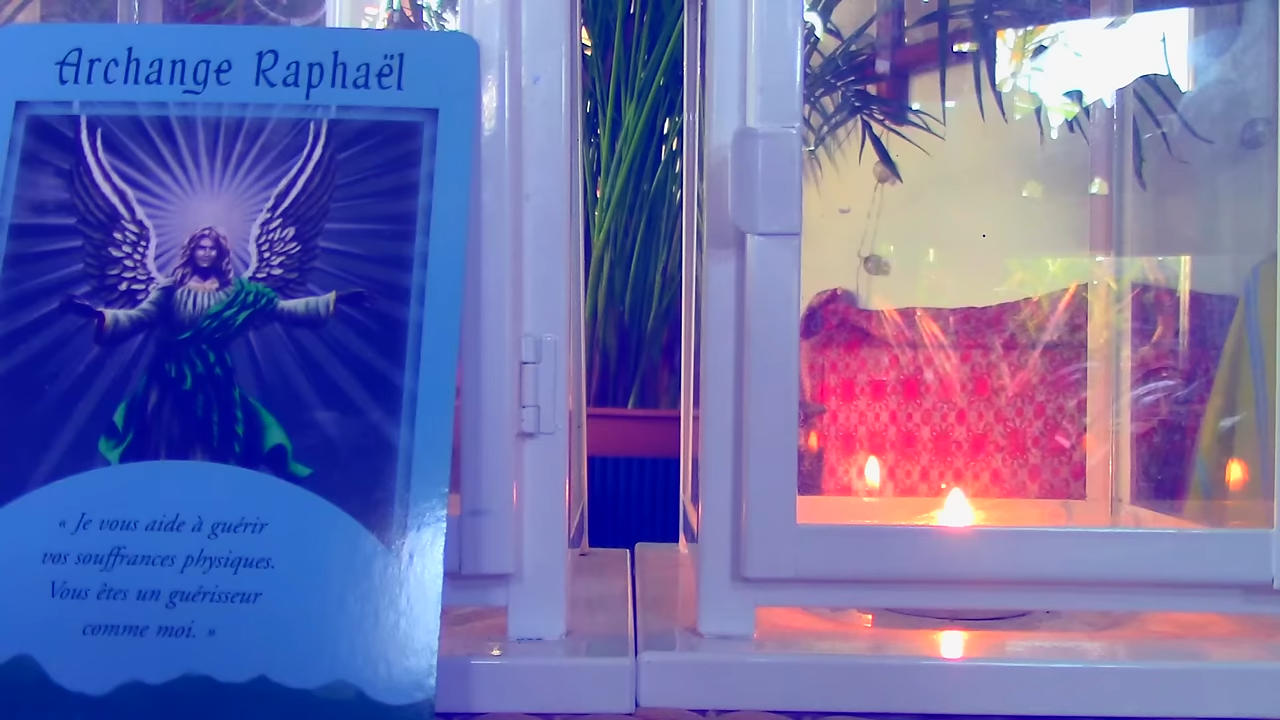 Archange Raphaël
« Je vous aide à guérir
vos souffrances physiques.
Vous êtes un guérisseur
comme moi. »